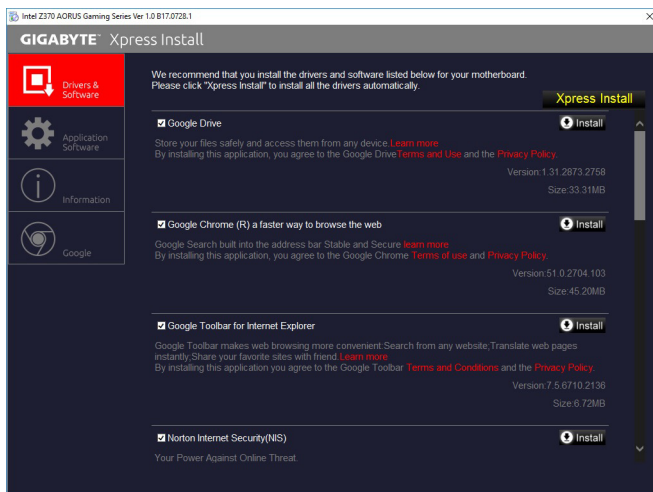 Intel Z370 AORUS Gaming Series Ver 1.0 B17.0728.1
GIGABYTE™ Xpress Install
Drivers &
Software
Application
Software
Information
Google
We recommend that you install the drivers and software listed below for your motherboard.
Please click "Xpress Install" to install all the drivers automatically.
Xpress Install
Google Drive
Install
Store your files safely and access them from any device.Learn more
By installing this application, you agree to the Google DriveTerms and Use and the Privacy Policy.
Version:1.31.2873.2758
Size:33.31MB
Google Chrome (R) a faster way to browse the web
Install
Google Search built into the address bar Stable and Secure learn more
By installing this application, you agree to the Google Chrome Terms of use and Privacy Policy.
Version:51.0.2704.103
Size:45.20MB
Google Toolbar for Internet Explorer
Install
Google Toolbar makes web browsing more convenient:Search from any website;Translate web pages
instantly;Share your favorite sites with friend.Learn more
By installing this application you agree to the Google Toolbar Terms and Conditions and the Privacy Policy.
Version:7.5.6710.2136
Size:6.72MB
Norton Internet Security(NIS)
Install
Your Power Against Online Threat.